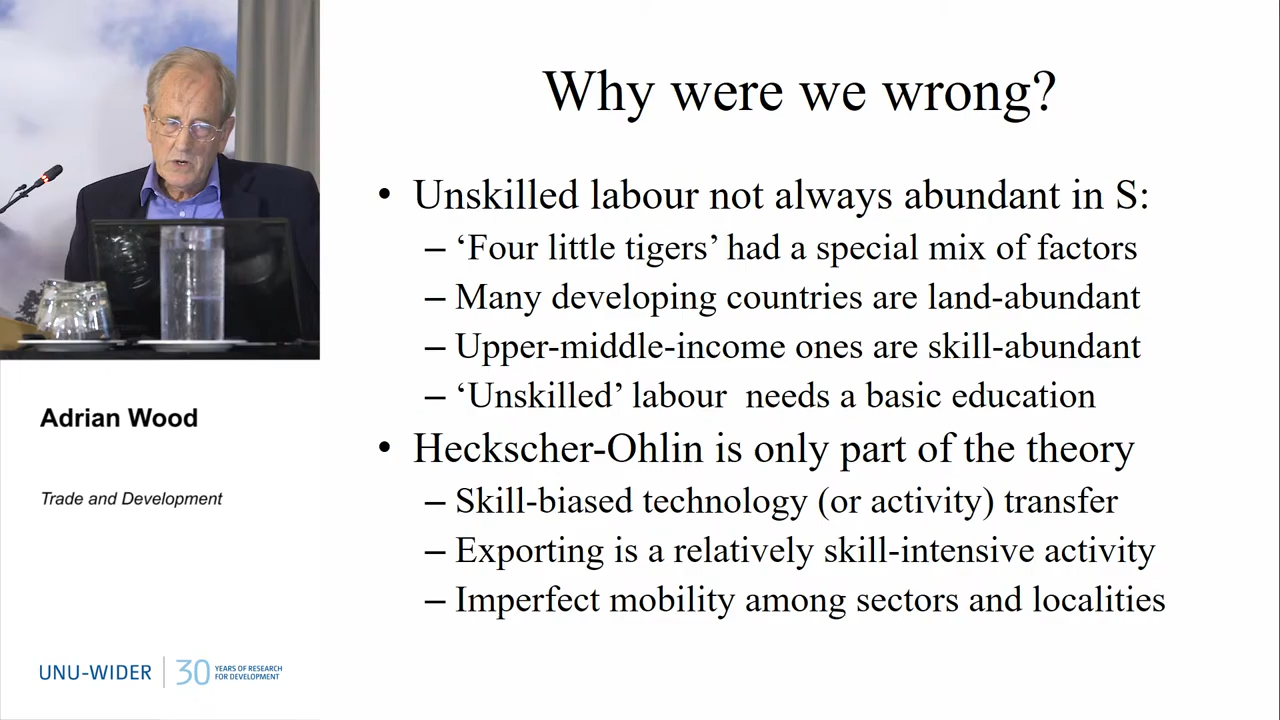 Why were we wrong?
• Unskilled labour not always abundant in S:
– ‘Four little tigers’ had a special mix of factors
– Many developing countries are land-abundant
– Upper-middle-income ones are skill-abundant
– ‘Unskilled’ labour  needs a basic education
• Heckscher-Ohlin is only part of the theory
– Skill-biased technology (or activity) transfer
– Exporting is a relatively skill-intensive activity
– Imperfect mobility among sectors and localities
Adrian Wood
Trade and Development
UNU-WIDER
30
YEARS OF RESEARCH
FOR DEVELOPMENT